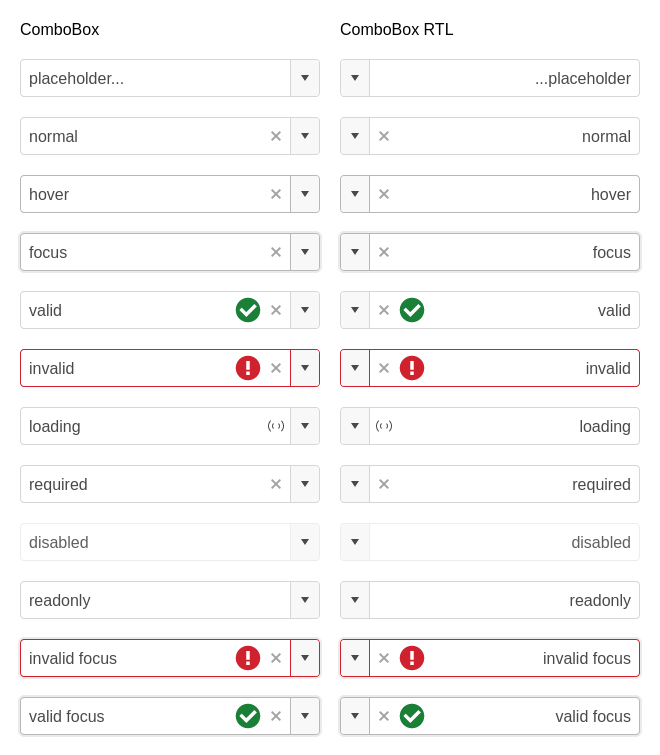 ComboBox
placeholder...
normal
hover
focus
valid
invalid
loading
required
disabled
readonly
invalid focus
valid focus
ComboBox RTL
...placeholder
normal
hover
focus
valid
invalid
loading
required
disabled
readonly
invalid focus
valid focus